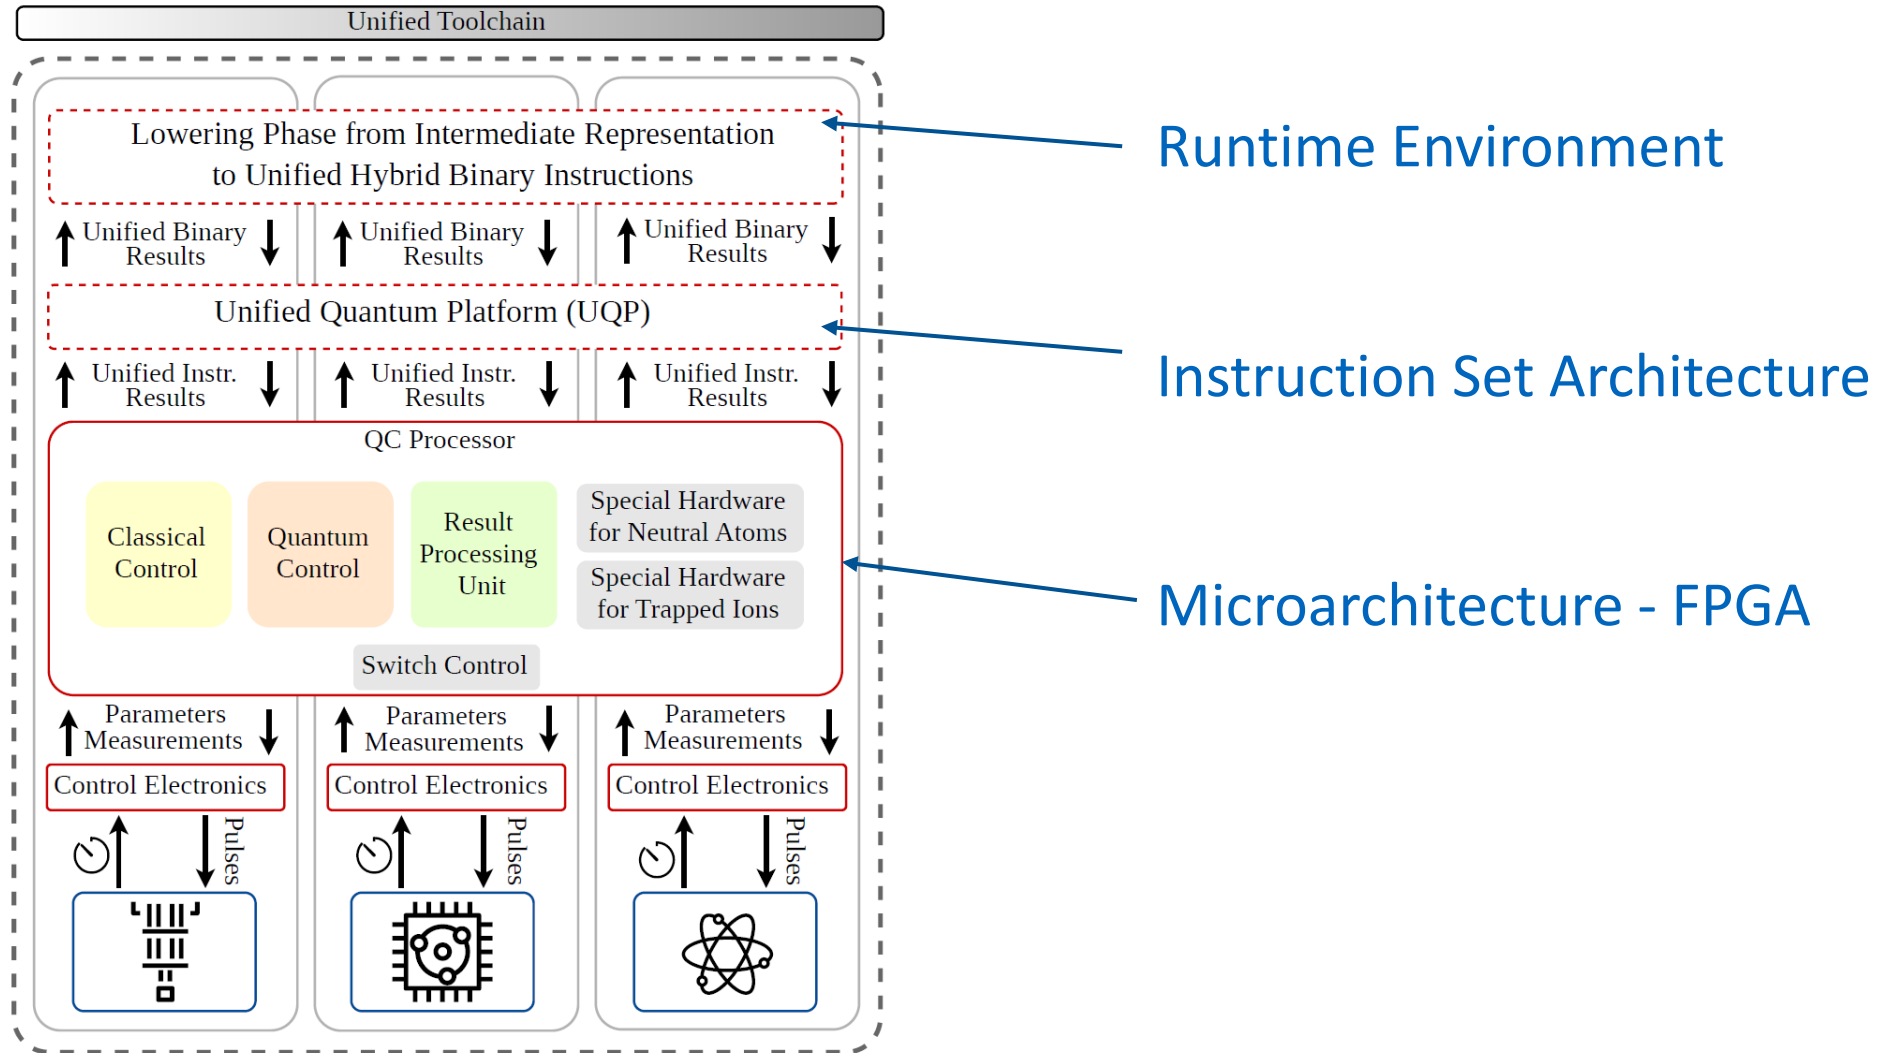 Unified Toolchain
Lowering Phase from Intermediate Representation
to Unified Hybrid Binary Instructions
Runtime Environment
Unified Binary
Results
Unified Binary
Results
Unified Binary
Results
Unified Quantum Platform (UQP)
Instruction Set Architecture
Unified Instr.
Results
Unified Instr.
Results
Unified Instr.
Results
QC Processor
Classical
Control
Quantum
Control
Result
Processing
Unit
Special Hardware
for Neutral Atoms
Special Hardware
for Trapped Ions
Microarchitecture - FPGA
Switch Control
Parameters
Measurements
Parameters
Measurements
Parameters
Measurements
Control Electronics
Control Electronics
Control Electronics
Pulses
Pulses
Pulses